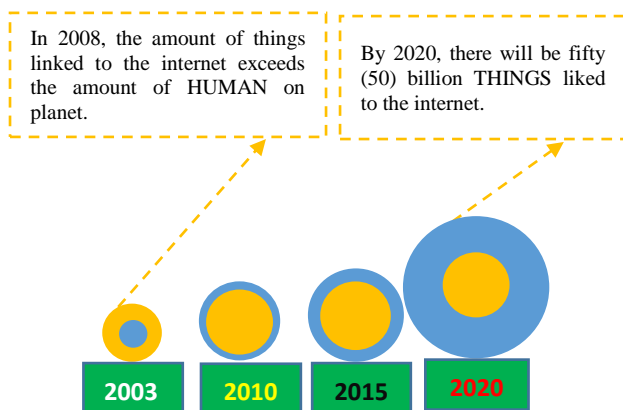 In 2008, the amount of things
linked to the internet exceeds
the amount of HUMAN on
planet.
By 2020, there will be fifty
(50) billion THINGS liked
to the internet.
2003
2010
2015
2020